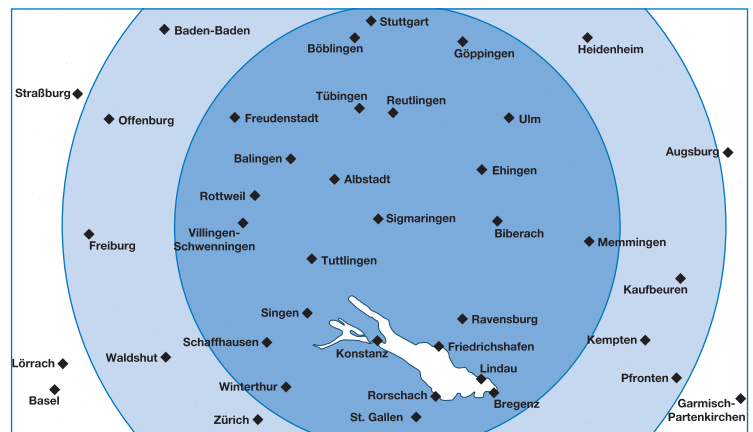 Stuttgart
Baden-Baden
Böblingen
Göppingen
Heidenheim
Straßburg
Tübingen
Reutlingen
Offenburg
Freudenstadt
Ulm
Augsburg
Balingen
Albstadt
Ehingen
Rottweil
Sigmaringen
Villingen-
Schwenningen
Biberach
Freiburg
Memmingen
Tuttlingen
Kaufbeuren
Singen
Ravensburg
Schaffhausen
Konstanz
Friedrichshafen
Kempten
Waldshut
Lörrach
Lindau
Pfronten
Winterthur
Basel
Rorschach
Bregenz
Garmisch-
Partenkirchen
Zürich
St. Gallen